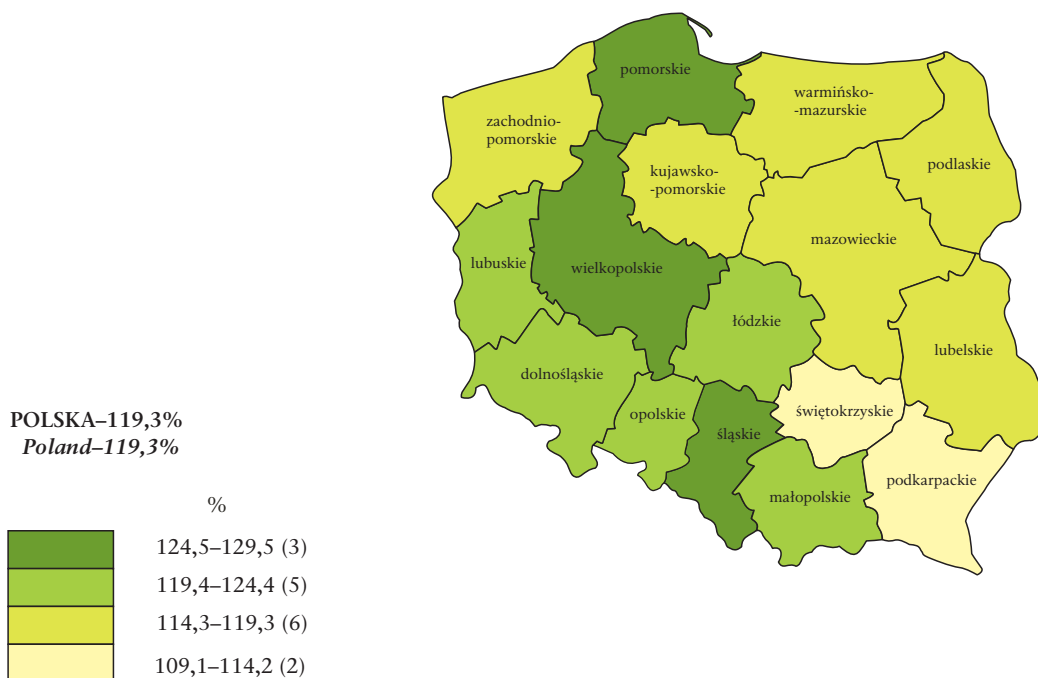 pomorskie
warmińsko-
-mazurskie
zachodnio-
pomorskie
podlaskie
kujawsko-
-pomorskie
mazowieckie
lubuskie
wielkopolskie
łódzkie
lubelskie
dolnośląskie
opolskie
świętokrzyskie
śląskie
podkarpackie
małopolskie
POLSKA–119,3%
Poland–119,3%
%
124,5–129,5 (3)
119,4–124,4 (5)
114,3–119,3 (6)
109,1–114,2 (2)